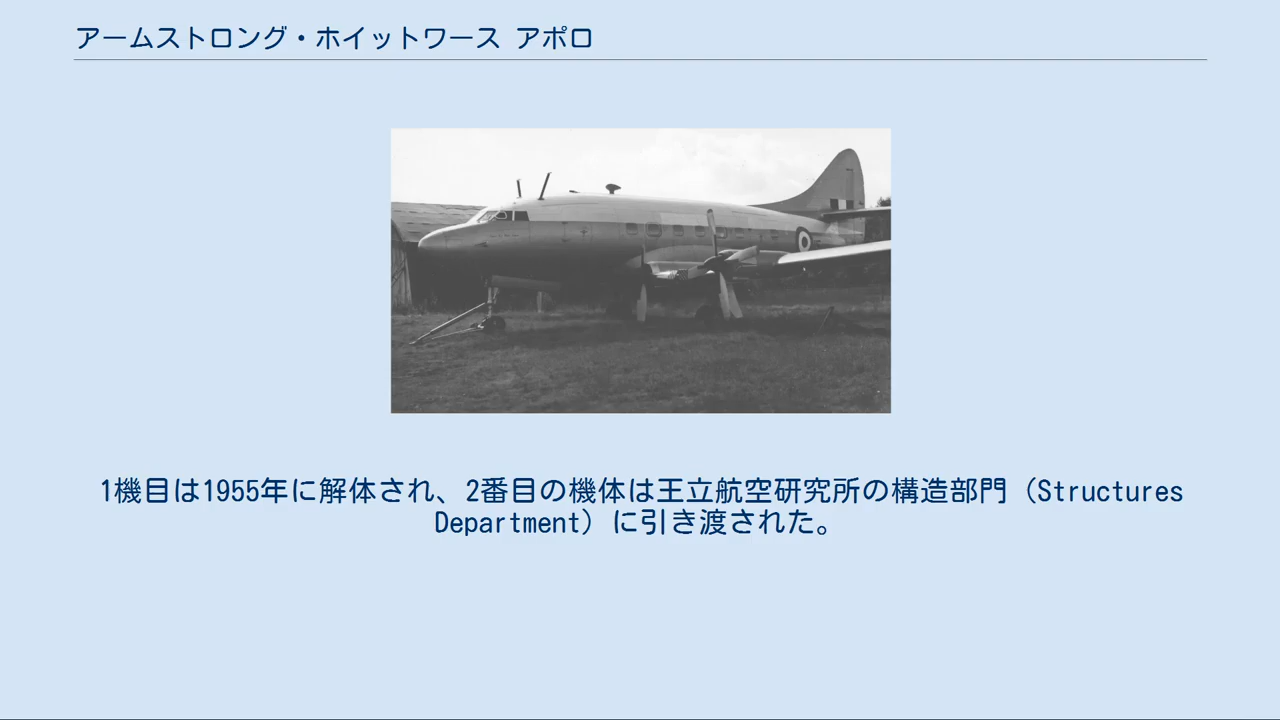 アームストロング・ホイットワース アポロ
1機目は1955年に解体され、2番目の機体は王立航空研究所の構造部門（Structures
Department）に引き渡された。